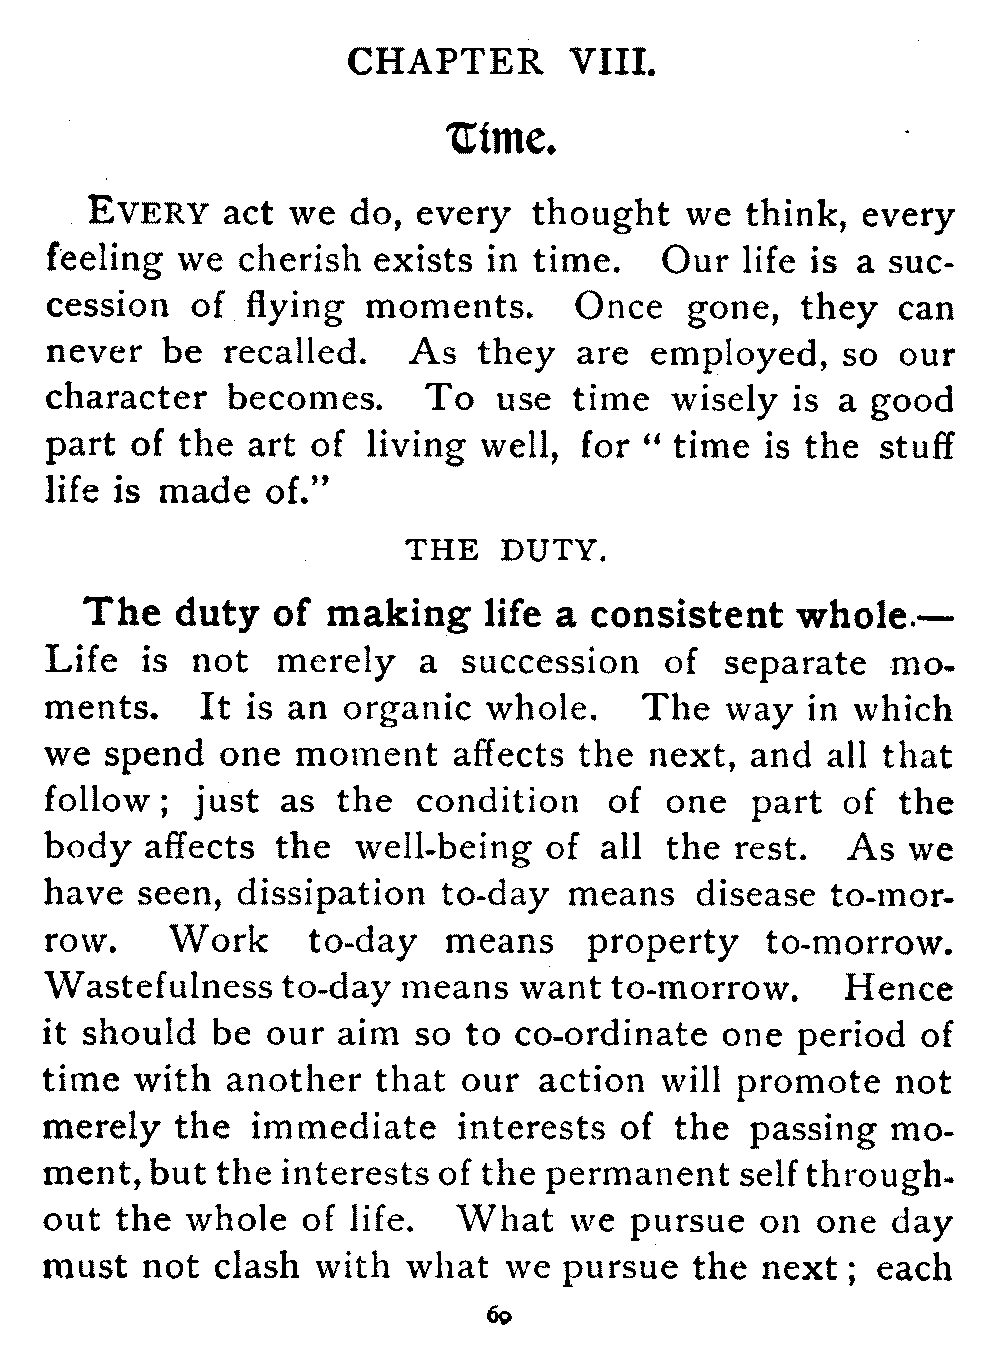 CHAPTER VIII.
Time.
EVERY act we do, every thought we think, every
feeling we cherish exists in time. Our life is a suc-
cession of flying moments. Once gone, they can
never be recalled. As they are employed, so our
character becomes. To use time wisely is a good
part of the art of living well, for " time is the stuff
life is made of."
THE DUTY.
The duty of making life a consistent whole.—
Life is not merely a succession of separate mo-
ments. It is an organic whole. The way in which
we spend one moment affects the next, and all that
follow ; just as the condition of one part of the
body affects the well-being of all the rest. As we
have seen, dissipation to-day means disease to-mor-
row. Work to-day means property to-morrow.
Wastefulness to-day means want to-morrow. Hence
it should be our aim so to co-ordinate one period of
time with another that our action will promote not
merely the immediate interests of the passing mo-
ment, but the interests of the permanent self through-
out the whole of life. What we pursue on one day
must not clash with what we pursue the next ; each
60